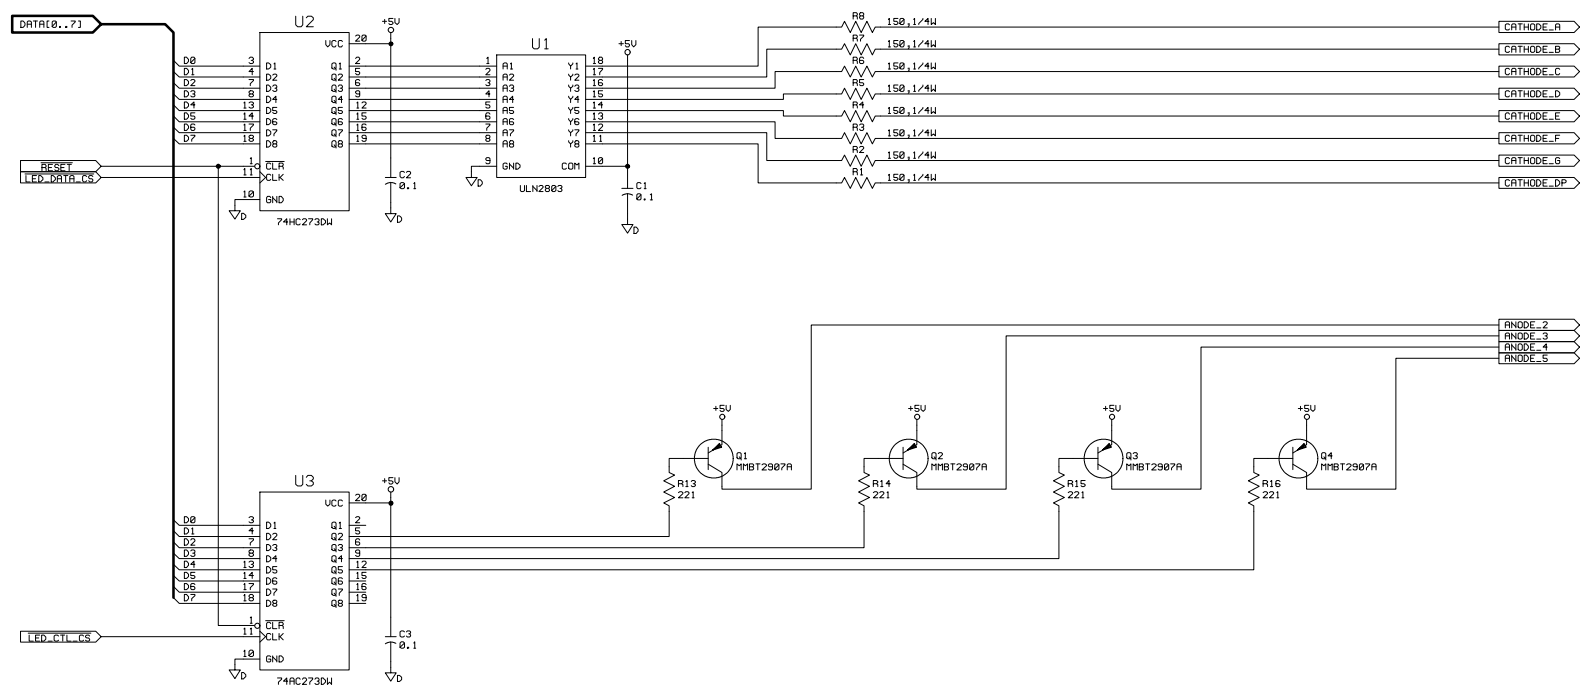 DATA[0..7]
U2
+5V
VCC 20
D0 3 D1 Q1 2
D1 4 D2 Q2 5
D2 7 D3 Q3 6
D3 8 D4 Q4 9
D4 13 D5 Q5 12
D5 14 D6 Q6 15
D6 17 D7 Q7 16
D7 18 D8 Q8 19
RESET 1 CLR
LED_DATA_CS 11 CLK
10 GND
D
74HC273DW
C2
0.1
D
U1
+5V
1 A1 Y1 18
2 A2 Y2 17
3 A3 Y3 16
4 A4 Y4 15
5 A5 Y5 14
6 A6 Y6 13
7 A7 Y7 12
8 A8 Y8 11
9 GND COM 10
D
ULN2803
C1
0.1
D
R8 150,1/4W CATHODE_A
R7 150,1/4W CATHODE_B
R6 150,1/4W CATHODE_C
R5 150,1/4W CATHODE_D
R4 150,1/4W CATHODE_E
R3 150,1/4W CATHODE_F
R2 150,1/4W CATHODE_G
R1 150,1/4W CATHODE_DP
ANODE_2
ANODE_3
ANODE_4
ANODE_5
+5V
Q1
MMBT2907A
R13
221
+5V
Q2
MMBT2907A
R14
221
+5V
Q3
MMBT2907A
R15
221
+5V
Q4
MMBT2907A
R16
221
U3
+5V
VCC 20
D0 3 D1 Q1 2
D1 4 D2 Q2 5
D2 7 D3 Q3 6
D3 8 D4 Q4 9
D4 13 D5 Q5 12
D5 14 D6 Q6 15
D6 17 D7 Q7 16
D7 18 D8 Q8 19
1 CLR
LED_CTL_CS 11 CLK
10 GND
D
74AC273DW
C3
0.1
D